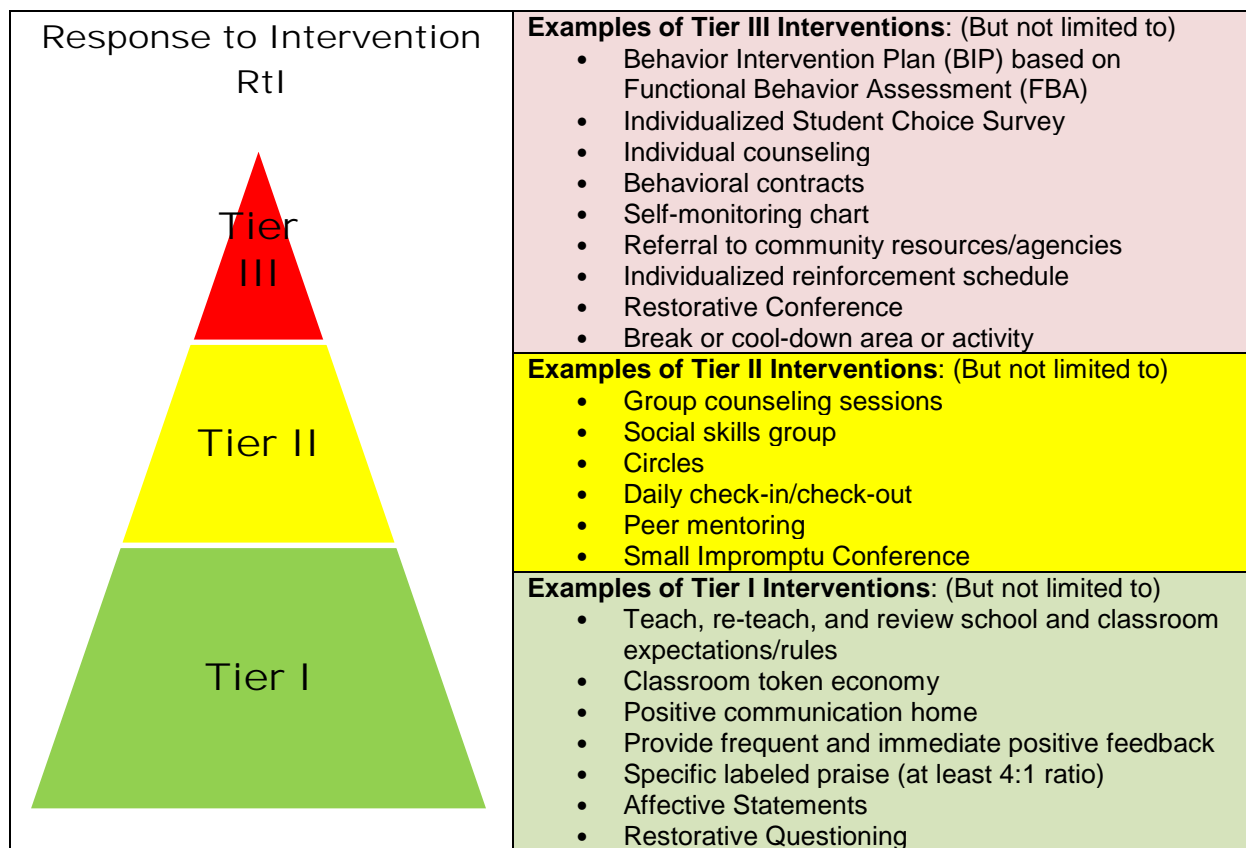 Response to Intervention
RtI
Tier
III
Tier II
Tier I
Examples of Tier III Interventions: (But not limited to)
• Behavior Intervention Plan (BIP) based on
Functional Behavior Assessment (FBA)
• Individualized Student Choice Survey
• Individual counseling
• Behavioral contracts
• Self-monitoring chart
• Referral to community resources/agencies
• Individualized reinforcement schedule
• Restorative Conference
• Break or cool-down area or activity
Examples of Tier II Interventions: (But not limited to)
• Group counseling sessions
• Social skills group
• Circles
• Daily check-in/check-out
• Peer mentoring
• Small Impromptu Conference
Examples of Tier I Interventions: (But not limited to)
• Teach, re-teach, and review school and classroom
expectations/rules
• Classroom token economy
• Positive communication home
• Provide frequent and immediate positive feedback
• Specific labeled praise (at least 4:1 ratio)
• Affective Statements
• Restorative Questioning